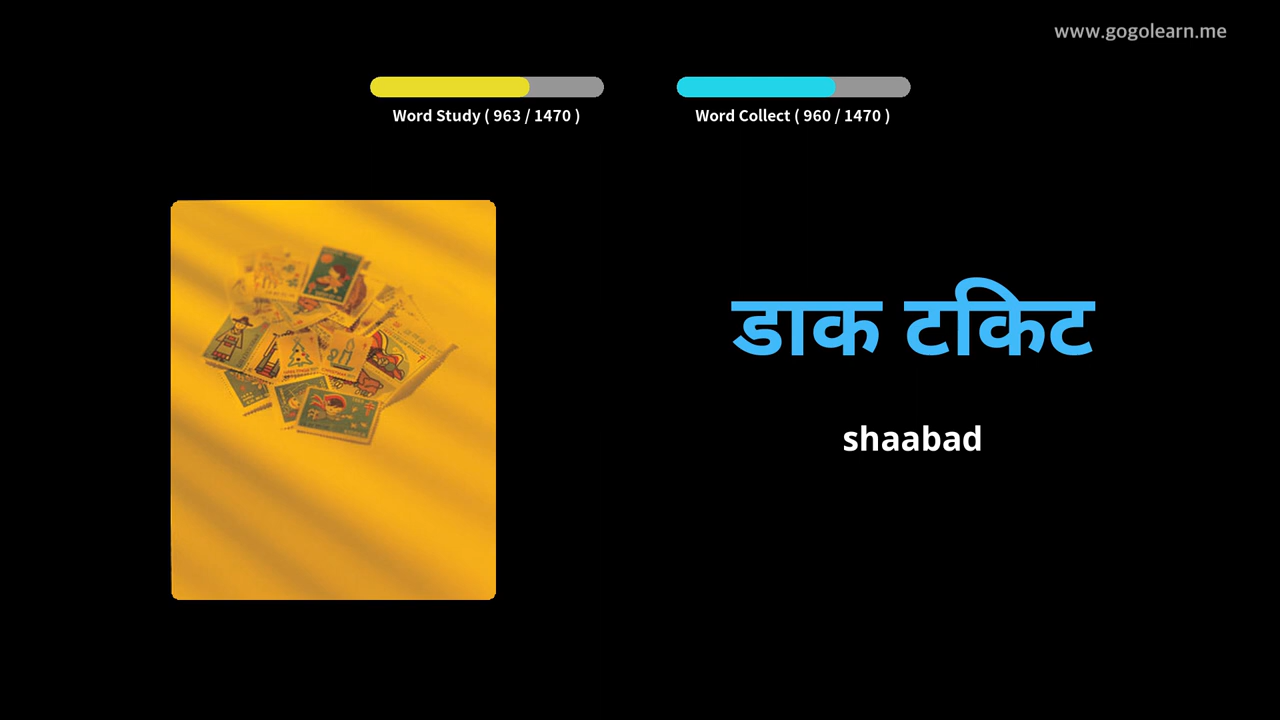 www.gogolearn.me
Word Study ( 963 / 1470 )
Word Collect ( 960 / 1470 )
डाक टकिट
shaabad